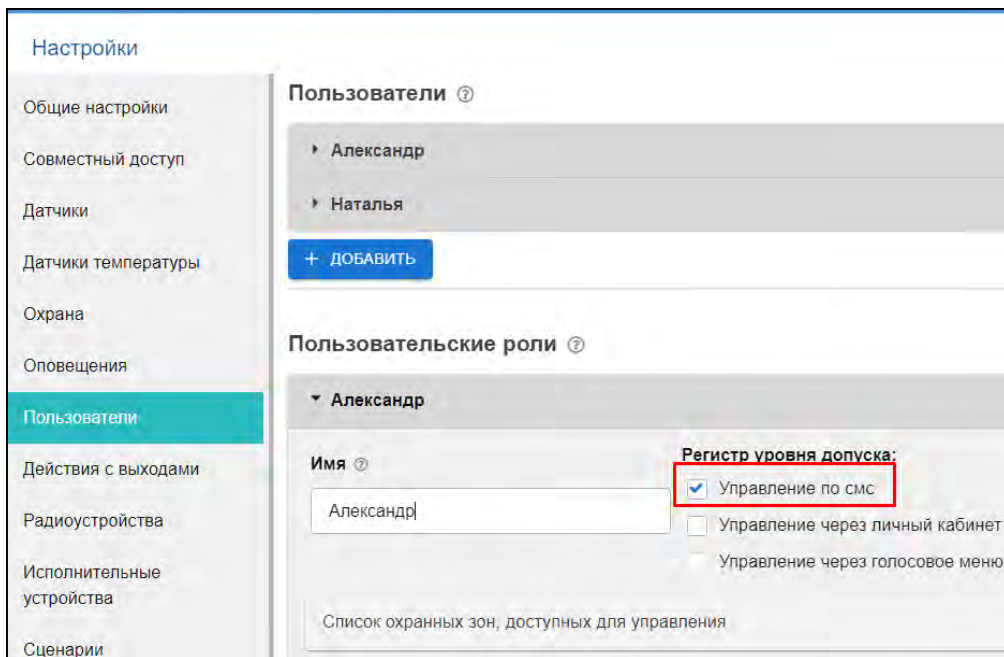 Настройки
Общие настройки
Совместный доступ
Датчики
Датчики температуры
Охрана
Оповещения
Пользователи
Действия с выходами
Радиоустройства
Исполнительные
устройства
Сценарии
Пользователи
Александр
Наталья
+ ДОБАВИТЬ
Пользовательские роли
Александр
Имя
Александр
Регистр уровня допуска:
Управление по смс
Управление через личный кабинет
Управление через голосовое меню
Список охранных зон, доступных для управления